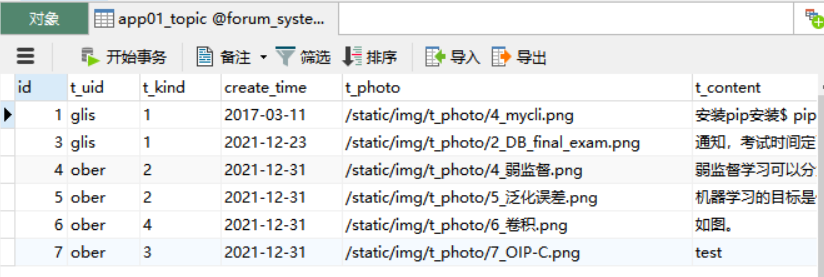 对象 app01_topic @forum_syste...
开始事务 备注 筛选 排序 导入 导出
id t_uid t_kind create_time t_photo t_content
1 glis 1 2017-03-11 /static/img/t_photo/4_mycli.png 安装pip安装$ pip
3 glis 1 2021-12-23 /static/img/t_photo/2_DB_final_exam.png 通知，考试时间定
4 ober 2 2021-12-31 /static/img/t_photo/4_弱监督.png 弱监督学习可以分
5 ober 2 2021-12-31 /static/img/t_photo/5_泛化误差.png 机器学习的目标是
6 ober 4 2021-12-31 /static/img/t_photo/6_卷积.png 如图。
7 ober 3 2021-12-31 /static/img/t_photo/7_OIP-C.png test